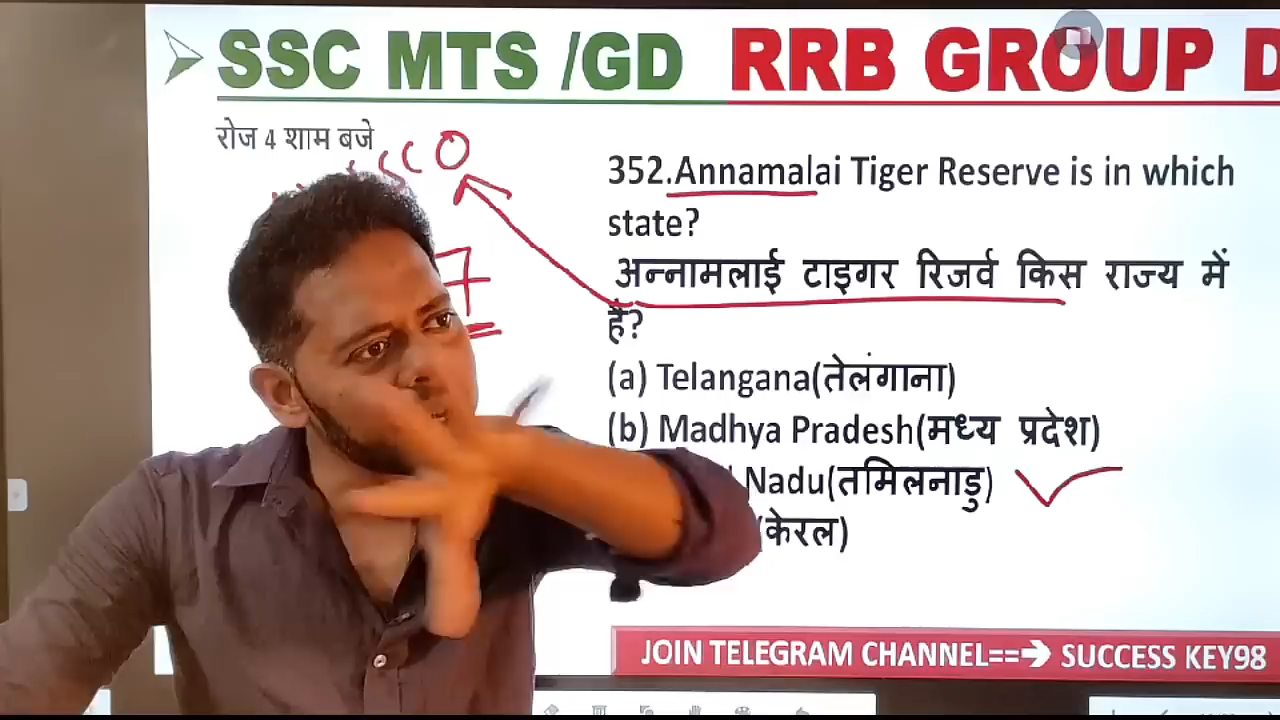 SSC MTS /GD RRB GROUP D
रोज 4 शाम बजे
352.Annamalai Tiger Reserve is in which
state?
अन्नामलाई टाइगर रिजर्व किस राज्य में
है?
(a) Telangana(तेलंगाना)
(b) Madhya Pradesh(मध्य प्रदेश)
Nadu(तमिलनाडु)
(केरल)
7
JOIN TELEGRAM CHANNEL==➔ SUCCESS KEY98